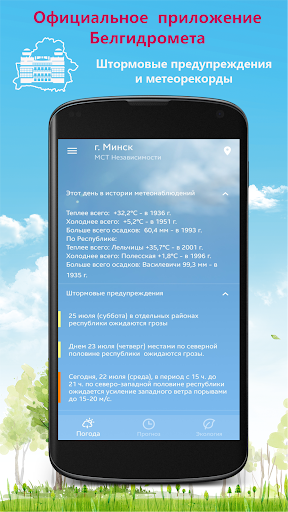 Официальное приложение
Белгидромета
Штормовые предупреждения
и метеорекорды
г. Минск
МСТ Независимости
Этот день в истории метеонаблюдений
Теплее всего: +32,2°С - в 1936 г.
Холоднее всего: +5,2°С - в 1951 г.
Больше всего осадков: 60,4 мм - в 1993 г.
По Республике:
Теплее всего: Лельчицы +35,7°С - в 2001 г.
Холоднее всего: Полесская +1,8°С - в 1996 г.
Больше всего осадков: Василевичи 99,3 мм - в
1935 г.
Штормовые предупреждения
25 июля (суббота) в отдельных районах
республики ожидаются грозы
Днем 23 июля (четверг) местами по северной
половине республики ожидаются грозы.
Сегодня, 22 июля (среда), в период с 15 ч. до
21 ч. по северо-западной половине республики
ожидается усиление западного ветра порывами
до 15-20 м/с.
Погода
Прогноз
Экология